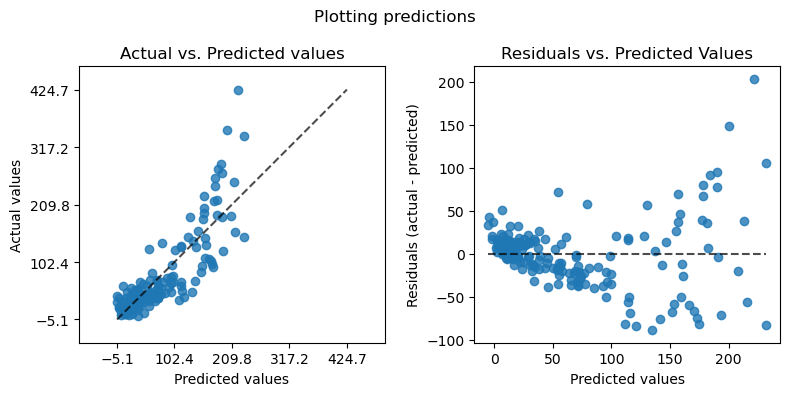 Plotting predictions
Actual vs. Predicted values
Actual values
424.7
317.2
209.8
102.4
−5.1
−5.1 102.4 209.8 317.2 424.7
Predicted values
Residuals vs. Predicted Values
Residuals (actual - predicted)
200
150
100
50
0
−50
−100
0 50 100 150 200
Predicted values